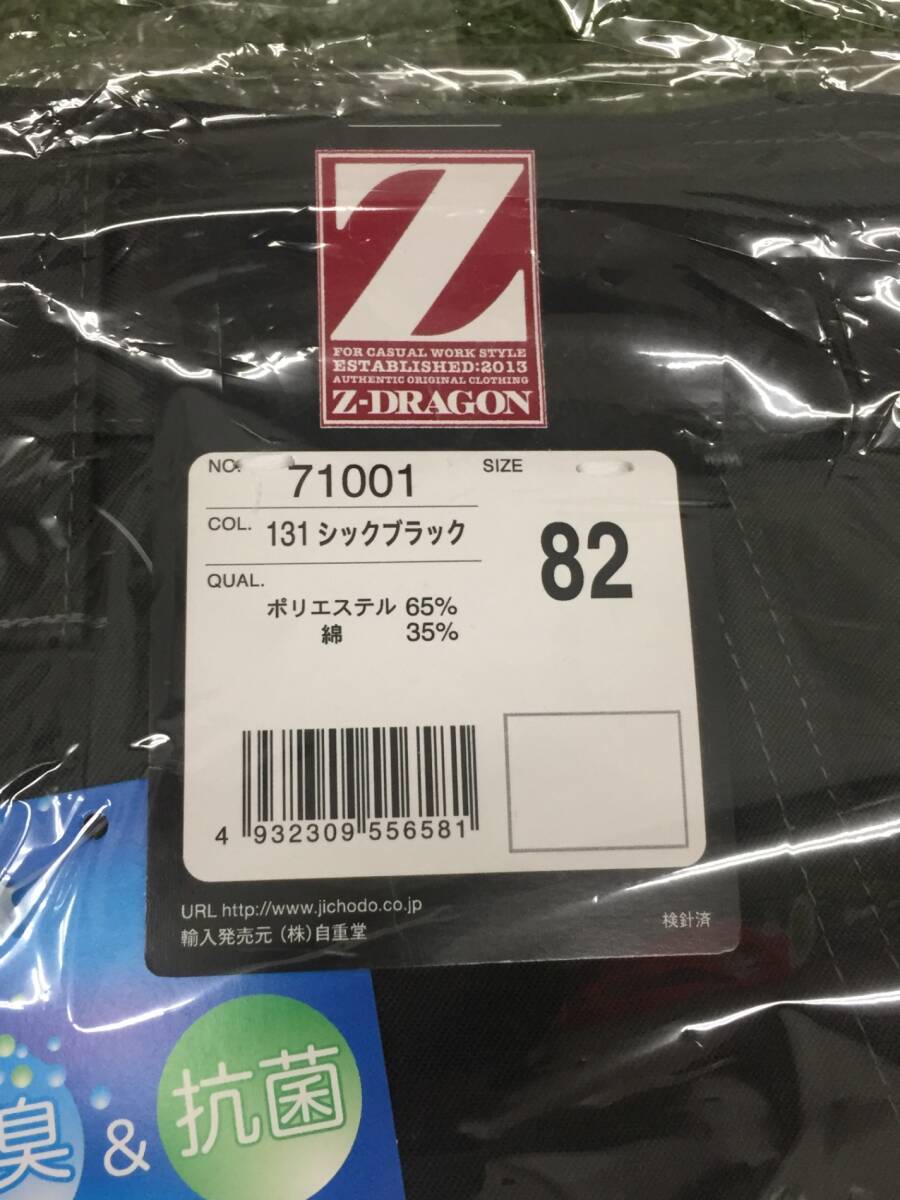 Z
FOR CASUAL WORK STYLE
ESTABLISHED:2013
AUTHENTIC ORIGINAL CLOTHING
Z-DRAGON
NO. 71001
SIZE
COL. 131 シックブラック
82
QUAL.
ポリエステル 65%
綿 35%
4 932309 556581
URL http://www.jichodo.co.jp
輸入発売元 (株)自重堂
検針済
臭 & 抗菌